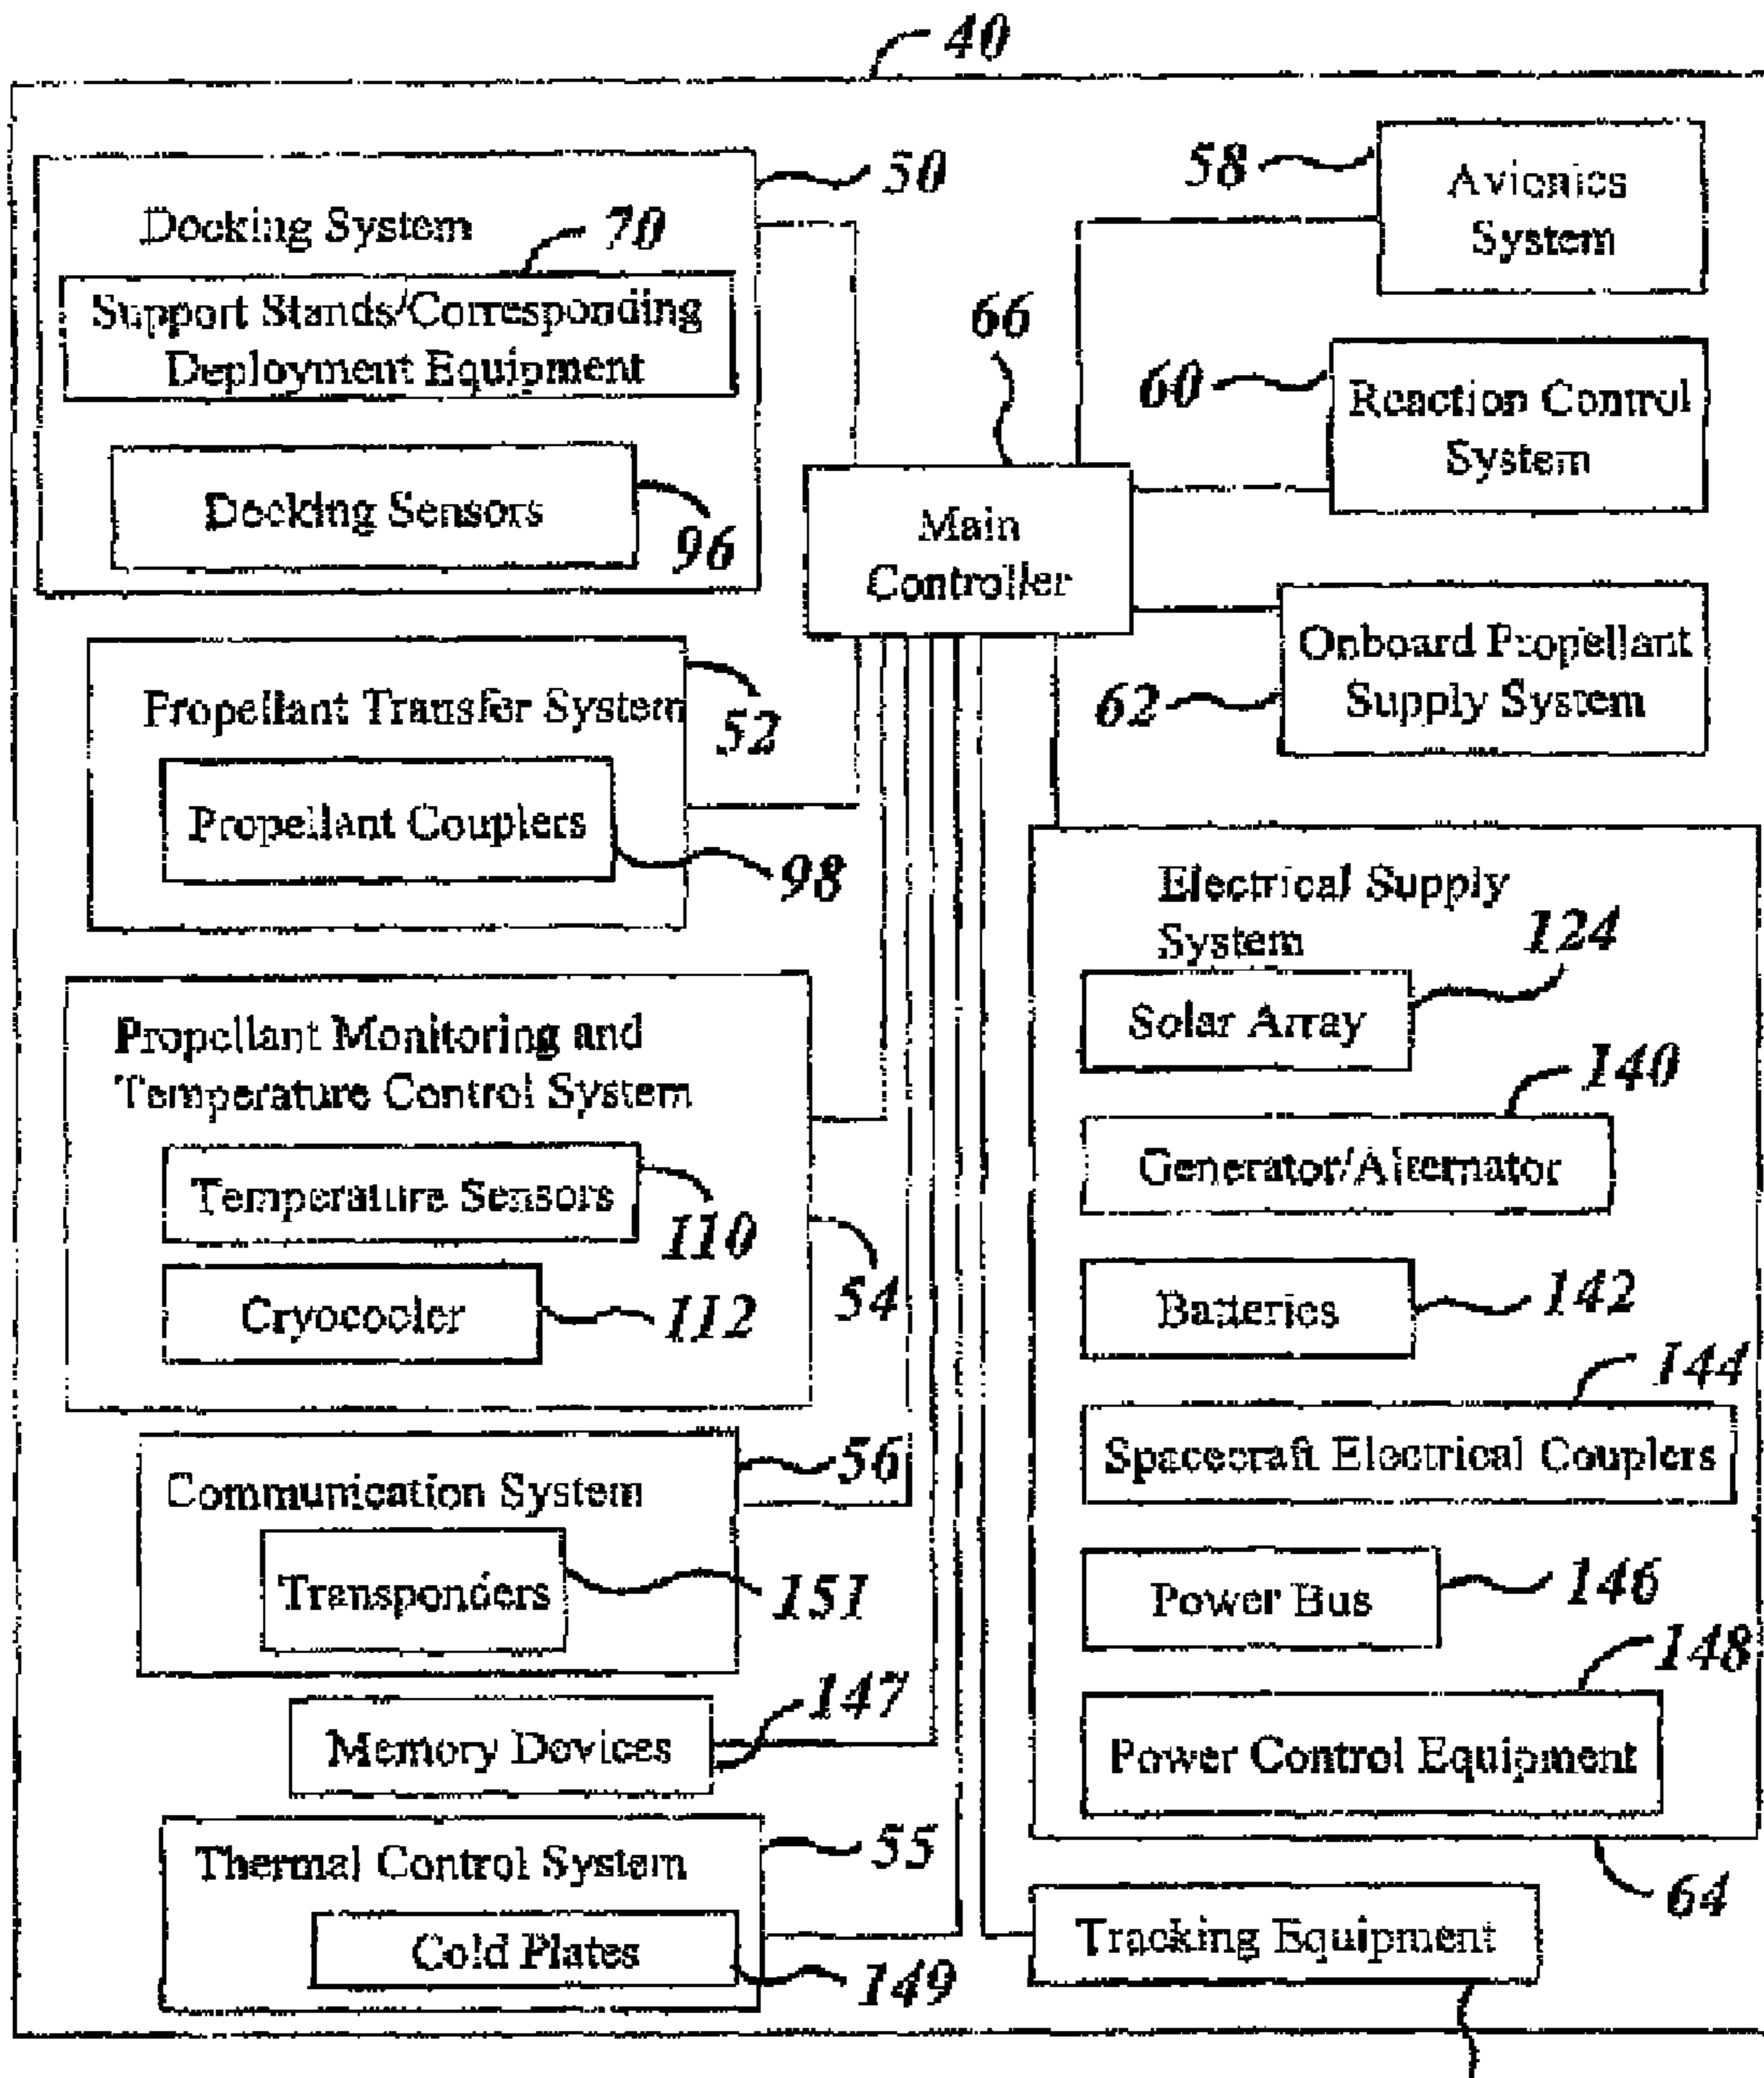 40
50
Docking System
70
Support Stands/Corresponding
Deployment Equipment
Docking Sensors
96
58
Avionics
System
66
60
Reaction Control
System
Main
Controller
Propellant Transfer System
52
Propellant Couplers
98
62
Onboard Propellant
Supply System
Propellant Monitoring and
Temperature Control System
Temperature Sensors
110
54
Cryocooler
112
Electrical Supply
System
124
Solar Array
140
Generator/Alternator
Batteries
142
144
Spacecraft Electrical Couplers
Power Bus
146
148
Power Control Equipment
64
56
Communication System
Transponders
151
147
Memory Devices
55
Thermal Control System
Cold Plates
149
Tracking Equipment